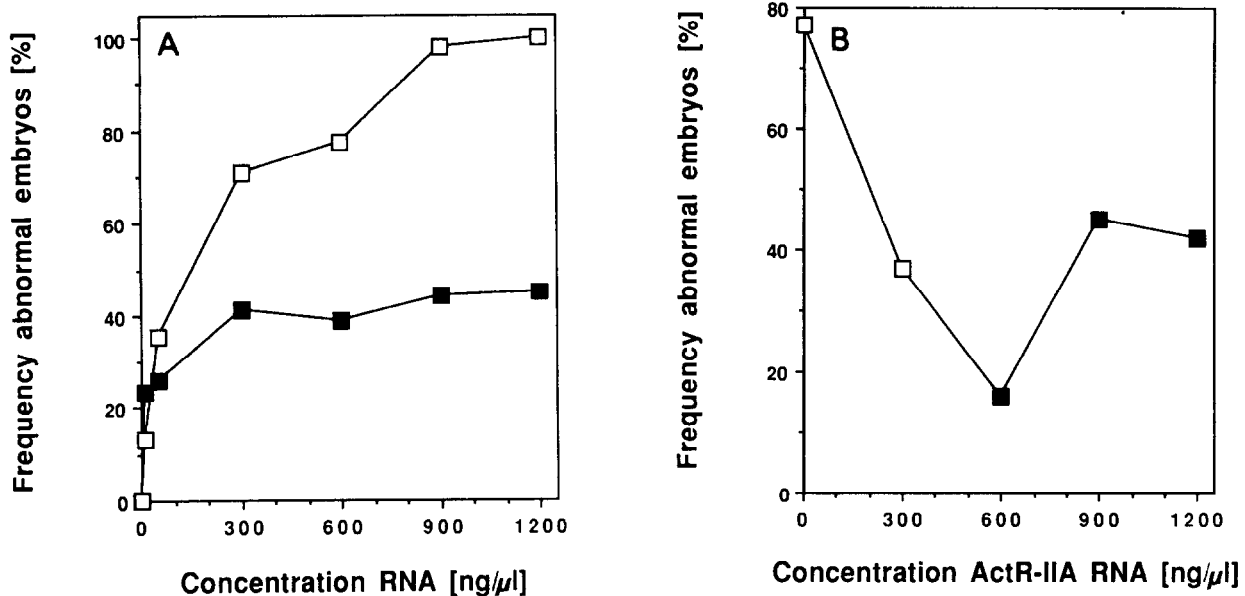 A
Frequency abnormal embryos [%]
100
80
60
40
20
0
0 300 600 900 1200
Concentration RNA [ng/µl]
B
Frequency abnormal embryos [%]
80
60
40
20
0
0 300 600 900 1200
Concentration ActR-IIA RNA [ng/µl]